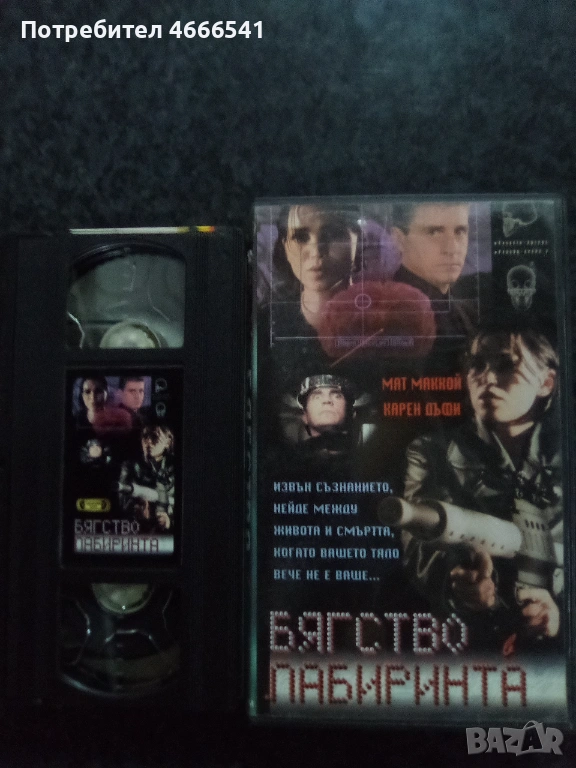 Потребител 4666541
МАТ МАККОЙ
КАРЕН ДЪФИ
ИЗВЪН СЪЗНАНИЕТО,
НЕЙДЕ МЕЖДУ
ЖИВОТА И СМЪРТТА,
КОГАТО ВАШЕТО ТЯЛО
ВЕЧЕ НЕ Е ВАШЕ...
БЯГСТВО
ЛАБИРИНТА
БЯГСТВО
ЛАБИРИНТА
BAZAR